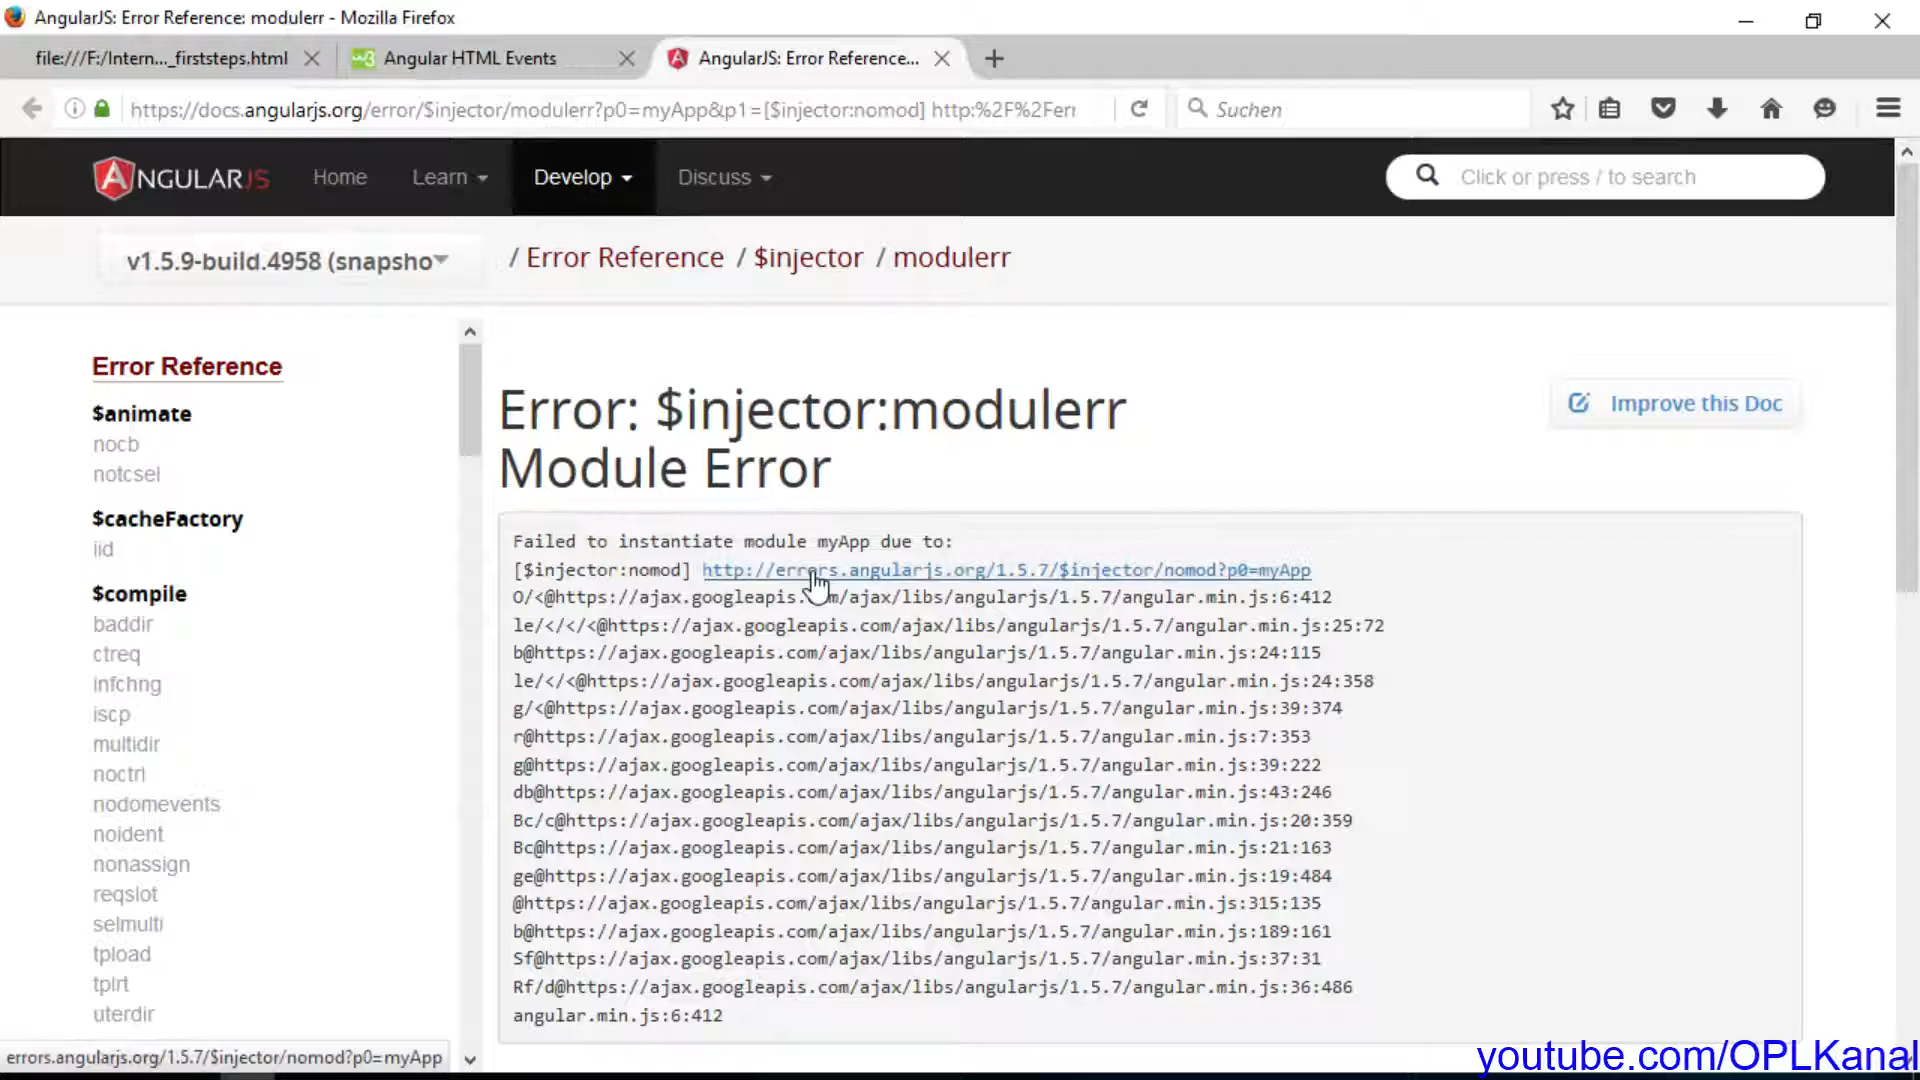 AngularJS: Error Reference: modulerr - Mozilla Firefox
file:///F:/Intern..._firststeps.html
w3 Angular HTML Events
AngularJS: Error Reference...
https://docs.angularjs.org/error/$injector/modulerr?p0=myApp&p1=[$injector:nomod] http:%2F%2Ferr
Suchen
ANGULARJS
Home
Learn
Develop
Discuss
Click or press / to search
v1.5.9-build.4958 (snapsho
/ Error Reference / $injector / modulerr
Error Reference
$animate
nocb
notcsel
$cacheFactory
iid
$compile
baddir
ctreq
infchng
iscp
multidir
noctrl
nodomevents
noident
nonassign
reqslot
selmulti
tpload
tplrt
uterdir
Error: $injector:modulerr
Module Error
Improve this Doc
Failed to instantiate module myApp due to:
[$injector:nomod] http://errors.angularjs.org/1.5.7/$injector/nomod?p0=myApp
O/<@https://ajax.googleapis.com/ajax/libs/angularjs/1.5.7/angular.min.js:6:412
le/</</<@https://ajax.googleapis.com/ajax/libs/angularjs/1.5.7/angular.min.js:25:72
b@https://ajax.googleapis.com/ajax/libs/angularjs/1.5.7/angular.min.js:24:115
le/</<@https://ajax.googleapis.com/ajax/libs/angularjs/1.5.7/angular.min.js:24:358
g/<@https://ajax.googleapis.com/ajax/libs/angularjs/1.5.7/angular.min.js:39:374
r@https://ajax.googleapis.com/ajax/libs/angularjs/1.5.7/angular.min.js:7:353
g@https://ajax.googleapis.com/ajax/libs/angularjs/1.5.7/angular.min.js:39:222
db@https://ajax.googleapis.com/ajax/libs/angularjs/1.5.7/angular.min.js:43:246
Bc/c@https://ajax.googleapis.com/ajax/libs/angularjs/1.5.7/angular.min.js:20:359
Bc@https://ajax.googleapis.com/ajax/libs/angularjs/1.5.7/angular.min.js:21:163
ge@https://ajax.googleapis.com/ajax/libs/angularjs/1.5.7/angular.min.js:19:484
@https://ajax.googleapis.com/ajax/libs/angularjs/1.5.7/angular.min.js:315:135
b@https://ajax.googleapis.com/ajax/libs/angularjs/1.5.7/angular.min.js:189:161
Sf@https://ajax.googleapis.com/ajax/libs/angularjs/1.5.7/angular.min.js:37:31
Rf/d@https://ajax.googleapis.com/ajax/libs/angularjs/1.5.7/angular.min.js:36:486
angular.min.js:6:412
errors.angularjs.org/1.5.7/$injector/nomod?p0=myApp
youtube.com/OPLKanal